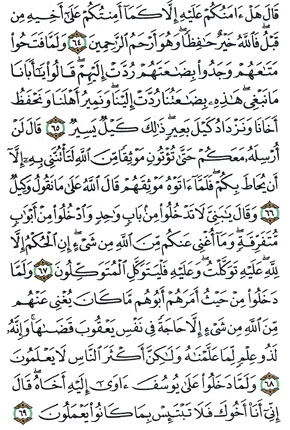 قَالَ هَلْ ءَامَنُكُمْ عَلَيْهِ إِلَّا كَمَآ أَمِنتُكُمْ عَلَىٰٓ أَخِيهِ مِن
قَبْلُ فَٱللَّهُ خَيْرٌ حَٰفِظًا وَهُوَ أَرْحَمُ ٱلرَّٰحِمِينَ ٦٤ وَلَمَّا فَتَحُوا۟
مَتَٰعَهُمْ وَجَدُوا۟ بِضَٰعَتَهُمْ رُدَّتْ إِلَيْهِمْ قَالُوا۟ يَٰٓأَبَانَا
مَا نَبْغِى هَٰذِهِۦ بِضَٰعَتُنَا رُدَّتْ إِلَيْنَا وَنَمِيرُ أَهْلَنَا وَنَحْفَظُ
أَخَانَا وَنَزْدَادُ كَيْلَ بَعِيرٍ ذَٰلِكَ كَيْلٌ يَسِيرٌ ٦٥ قَالَ لَنْ
أُرْسِلَهُۥ مَعَكُمْ حَتَّىٰ تُؤْتُونِ مَوْثِقًا مِّنَ ٱللَّهِ لَتَأْتُنَّنِى بِهِۦٓ إِلَّآ
أَن يُحَاطَ بِكُمْ فَلَمَّآ ءَاتَوْهُ مَوْثِقَهُمْ قَالَ ٱللَّهُ عَلَىٰ مَا نَقُولُ وَكِيلٌ
٦٦ وَقَالَ يَٰبَنِىَّ لَا تَدْخُلُوا۟ مِنۢ بَابٍ وَٰحِدٍ وَٱدْخُلُوا۟ مِنْ أَبْوَٰبٍ
مُّتَفَرِّقَةٍ وَمَآ أُغْنِى عَنكُم مِّنَ ٱللَّهِ مِن شَىْءٍ إِنِ ٱلْحُكْمُ إِلَّا
لِلَّهِ عَلَيْهِ تَوَكَّلْتُ وَعَلَيْهِ فَلْيَتَوَكَّلِ ٱلْمُتَوَكِّلُونَ ٦٧ وَلَمَّا
دَخَلُوا۟ مِنْ حَيْثُ أَمَرَهُمْ أَبُوهُم مَّا كَانَ يُغْنِى عَنْهُم
مِّنَ ٱللَّهِ مِن شَىْءٍ إِلَّا حَاجَةً فِى نَفْسِ يَعْقُوبَ قَضَىٰهَا وَإِنَّهُۥ
لَذُو عِلْمٍ لِّمَا عَلَّمْنَٰهُ وَلَٰكِنَّ أَكْثَرَ ٱلنَّاسِ لَا يَعْلَمُونَ
٦٨ وَلَمَّا دَخَلُوا۟ عَلَىٰ يُوسُفَ ءَاوَىٰٓ إِلَيْهِ أَخَاهُ قَالَ
إِنِّىٓ أَنَا۠ أَخُوكَ فَلَا تَبْتَئِسْ بِمَا كَانُوا۟ يَعْمَلُونَ ٦٩